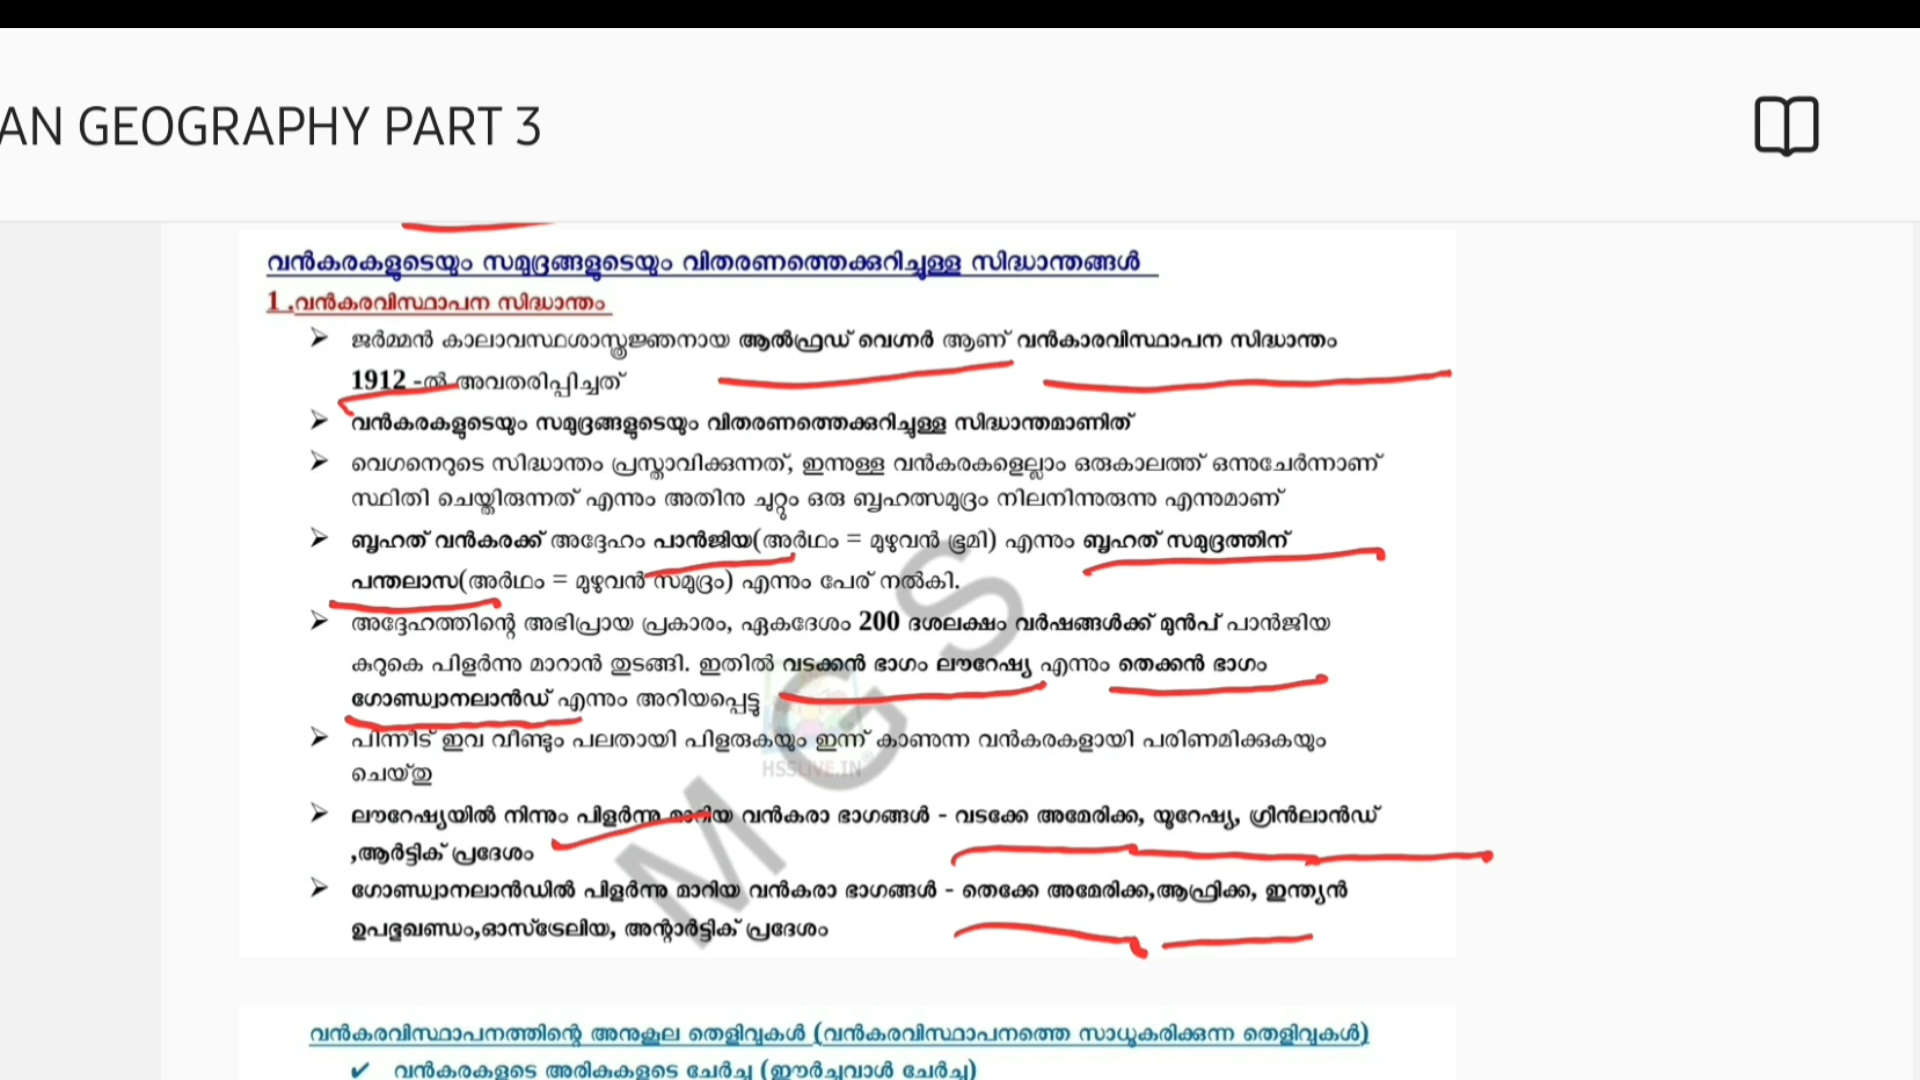 AN GEOGRAPHY PART 3
വൻകരകളുടെയും സമുദ്രങ്ങളുടെയും വിതരണത്തെക്കുറിച്ചുള്ള സിദ്ധാന്തങ്ങൾ
1 .വൻകരവിസ്ഥാപന സിദ്ധാന്തം
➢ ജർമ്മൻ കാലാവസ്ഥശാസ്ത്രജ്ഞനായ ആൽഫ്രഡ് വെഗ്നർ ആണ് വൻകാരവിസ്ഥാപന സിദ്ധാന്തം
1912 -ൽ അവതരിപ്പിച്ചത്
➢ വൻകരകളുടെയും സമുദ്രങ്ങളുടെയും വിതരണത്തെക്കുറിച്ചുള്ള സിദ്ധാന്തമാണിത്
➢ വെഗനെറുടെ സിദ്ധാന്തം പ്രസ്താവിക്കുന്നത്, ഇന്നുള്ള വൻകരകളെല്ലാം ഒരുകാലത്ത് ഒന്നുചേർന്നാണ്
സ്ഥിതി ചെയ്തിരുന്നത് എന്നും അതിനു ചുറ്റും ഒരു ബൃഹത്സമുദ്രം നിലനിന്നുരുന്നു എന്നുമാണ്
➢ ബൃഹത് വൻകരക്ക് അദ്ദേഹം പാൻജിയ(അർഥം = മുഴുവൻ ഭൂമി) എന്നും ബൃഹത് സമുദ്രത്തിന്
പന്തലാസ(അർഥം = മുഴുവൻ സമുദ്രം) എന്നും പേര് നൽകി.
➢ അദ്ദേഹത്തിന്റെ അഭിപ്രായ പ്രകാരം, ഏകദേശം 200 ദശലക്ഷം വർഷങ്ങൾക്ക് മുൻപ് പാൻജിയ
കുറുകെ പിളർന്നു മാറാൻ തുടങ്ങി. ഇതിൽ വടക്കൻ ഭാഗം ലൗറേഷ്യ എന്നും തെക്കൻ ഭാഗം
ഗോണ്ഡ്വാനലാൻഡ് എന്നും അറിയപ്പെട്ടു
➢ പിന്നീട് ഇവ വീണ്ടും പലതായി പിളരുകയും ഇന്ന് കാണുന്ന വൻകരകളായി പരിണമിക്കുകയും
ചെയ്തു
➢ ലൗറേഷ്യയിൽ നിന്നും പിളർന്നു മാറിയ വൻകരാ ഭാഗങ്ങൾ - വടക്കേ അമേരിക്ക, യൂറേഷ്യ, ഗ്രീൻലാൻഡ്
,ആർട്ടിക് പ്രദേശം
➢ ഗോണ്ഡ്വാനലാൻഡിൽ പിളർന്നു മാറിയ വൻകരാ ഭാഗങ്ങൾ - തെക്കേ അമേരിക്ക,ആഫ്രിക്ക, ഇന്ത്യൻ
ഉപഭൂഖണ്ഡം,ഓസ്ട്രേലിയ, അന്റാർട്ടിക് പ്രദേശം
MGS
HSSLIVE.IN
വൻകരവിസ്ഥാപനത്തിന്റെ അനുകൂല തെളിവുകൾ (വൻകരവിസ്ഥാപനത്തെ സാധൂകരിക്കുന്ന തെളിവുകൾ)
✓ വൻകരകളുടെ അരികുകളുടെ ചേർച്ച (ഈർച്ചവാൾ ചേർച്ച)